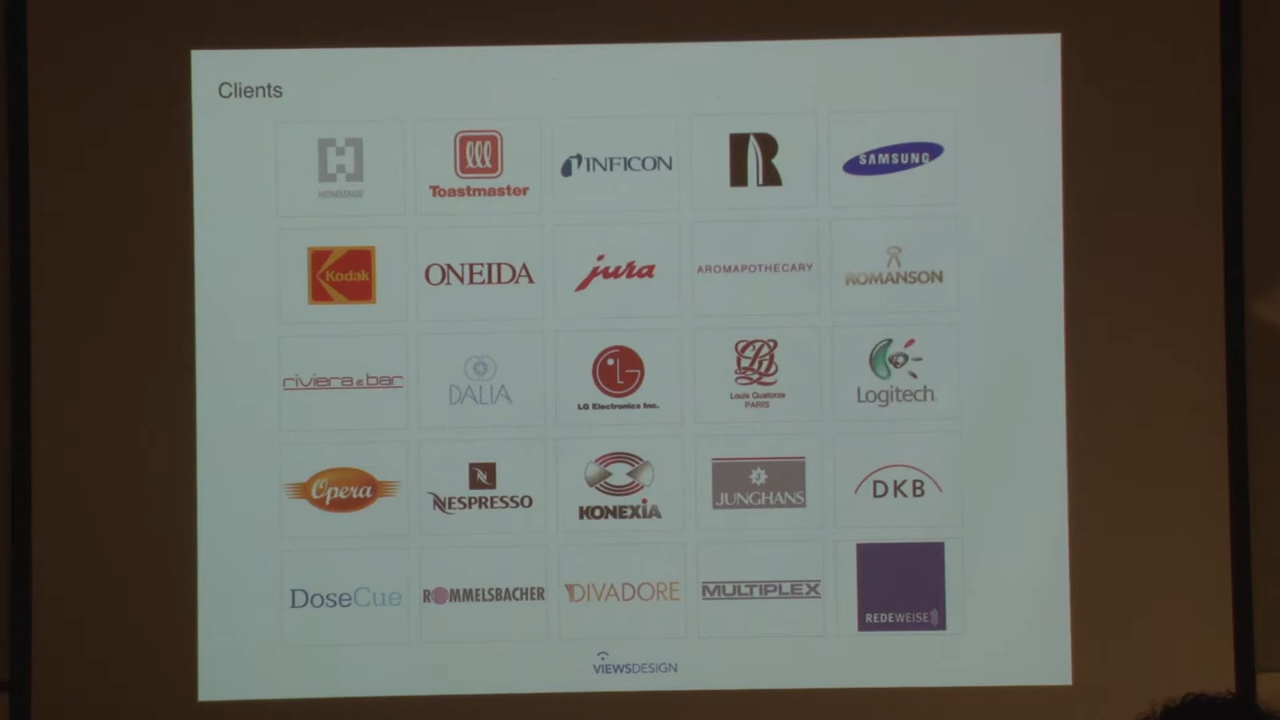 Clients
HOMMAGE
Toastmaster
INFICON
R
SAMSUNG
Kodak
ONEIDA
jura
AROMAPOTHECARY
ROMANSON
riviera & bar
DALIA
LG Electronics Inc.
Louis Quatorze
PARIS
Logitech
Opera
NESPRESSO
KONEXIA
JUNGHANS
DKB
DoseCue
ROMMELSBACHER
DIVADORE
MULTIPLEX
REDEWEISE
VIEWSDESIGN